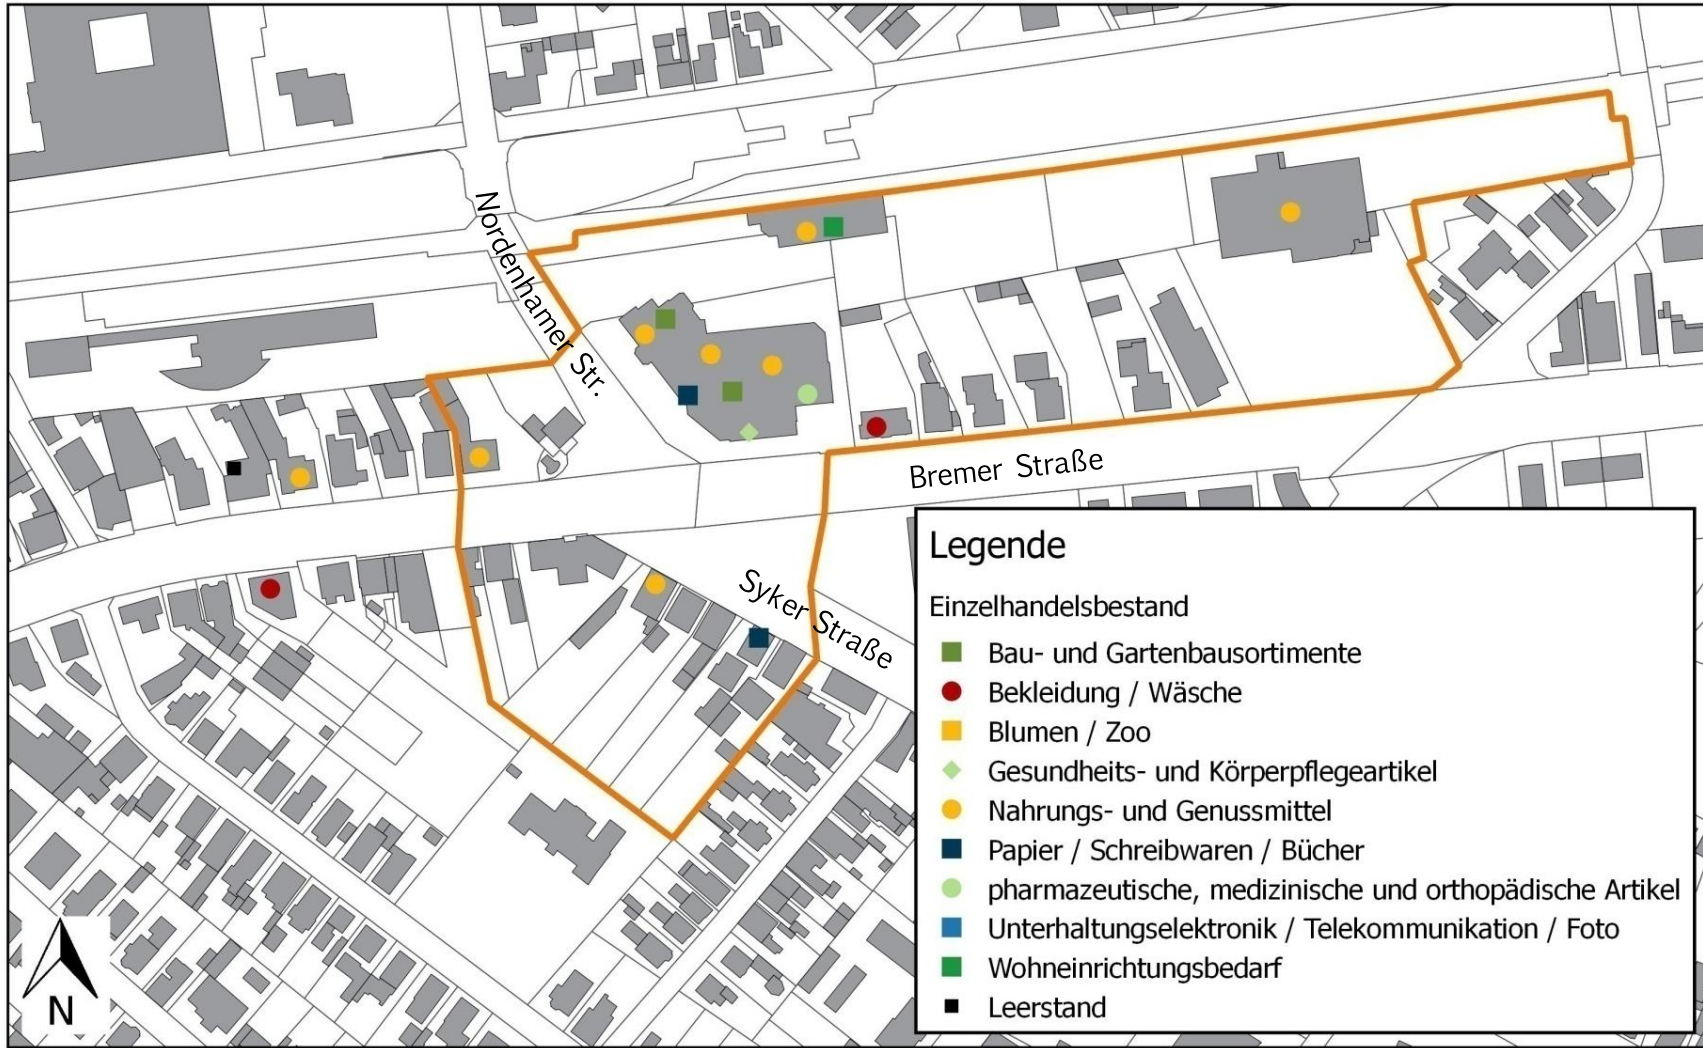 Nordenhamer Str.
Bremer Straße
Syker Straße
Legende
Einzelhandelsbestand
Bau- und Gartenbausortimente
Bekleidung / Wäsche
Blumen / Zoo
Gesundheits- und Körperpflegeartikel
Nahrungs- und Genussmittel
Papier / Schreibwaren / Bücher
pharmazeutische, medizinische und orthopädische Artikel
Unterhaltungselektronik / Telekommunikation / Foto
Wohneinrichtungsbedarf
Leerstand
N